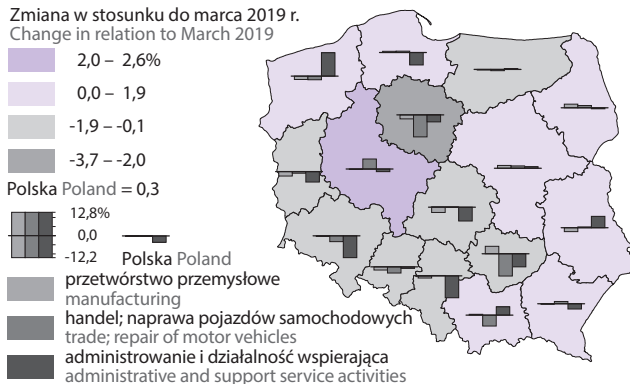 Zmiana w stosunku do marca 2019 r.
Change in relation to March 2019
2,0 – 2,6%
0,0 – 1,9
-1,9 – -0,1
-3,7 – -2,0
Polska Poland = 0,3
12,8%
0,0
-12,2
Polska Poland
przetwórstwo przemysłowe
manufacturing
handel; naprawa pojazdów samochodowych
trade; repair of motor vehicles
administrowanie i działalność wspierająca
administrative and support service activities